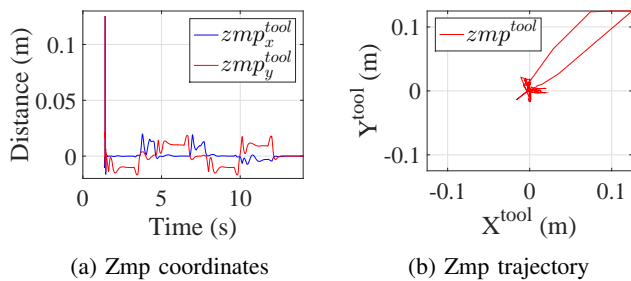 0.1
0.05
0
0
5
10
Distance (m)
Time (s)
zmp_x^tool
zmp_y^tool
(a) Zmp coordinates
0.1
0
-0.1
-0.1
0
0.1
Y^tool (m)
X^tool (m)
zmp^tool
(b) Zmp trajectory